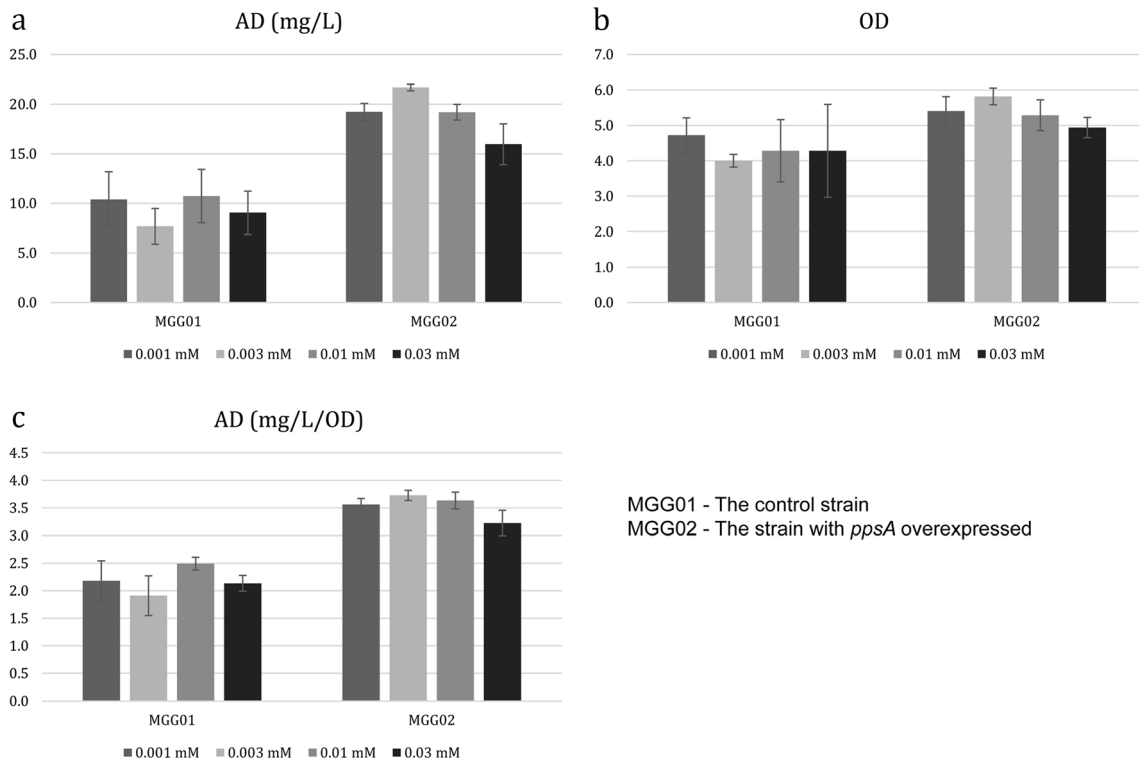 a
AD (mg/L)
25.0
20.0
15.0
10.0
5.0
0.0
MGG01 MGG02
0.001 mM 0.003 mM 0.01 mM 0.03 mM
b
OD
7.0
6.0
5.0
4.0
3.0
2.0
1.0
0.0
MGG01 MGG02
0.001 mM 0.003 mM 0.01 mM 0.03 mM
c
AD (mg/L/OD)
4.5
4.0
3.5
3.0
2.5
2.0
1.5
1.0
0.5
0.0
MGG01 MGG02
0.001 mM 0.003 mM 0.01 mM 0.03 mM
MGG01 - The control strain
MGG02 - The strain with ppsA overexpressed